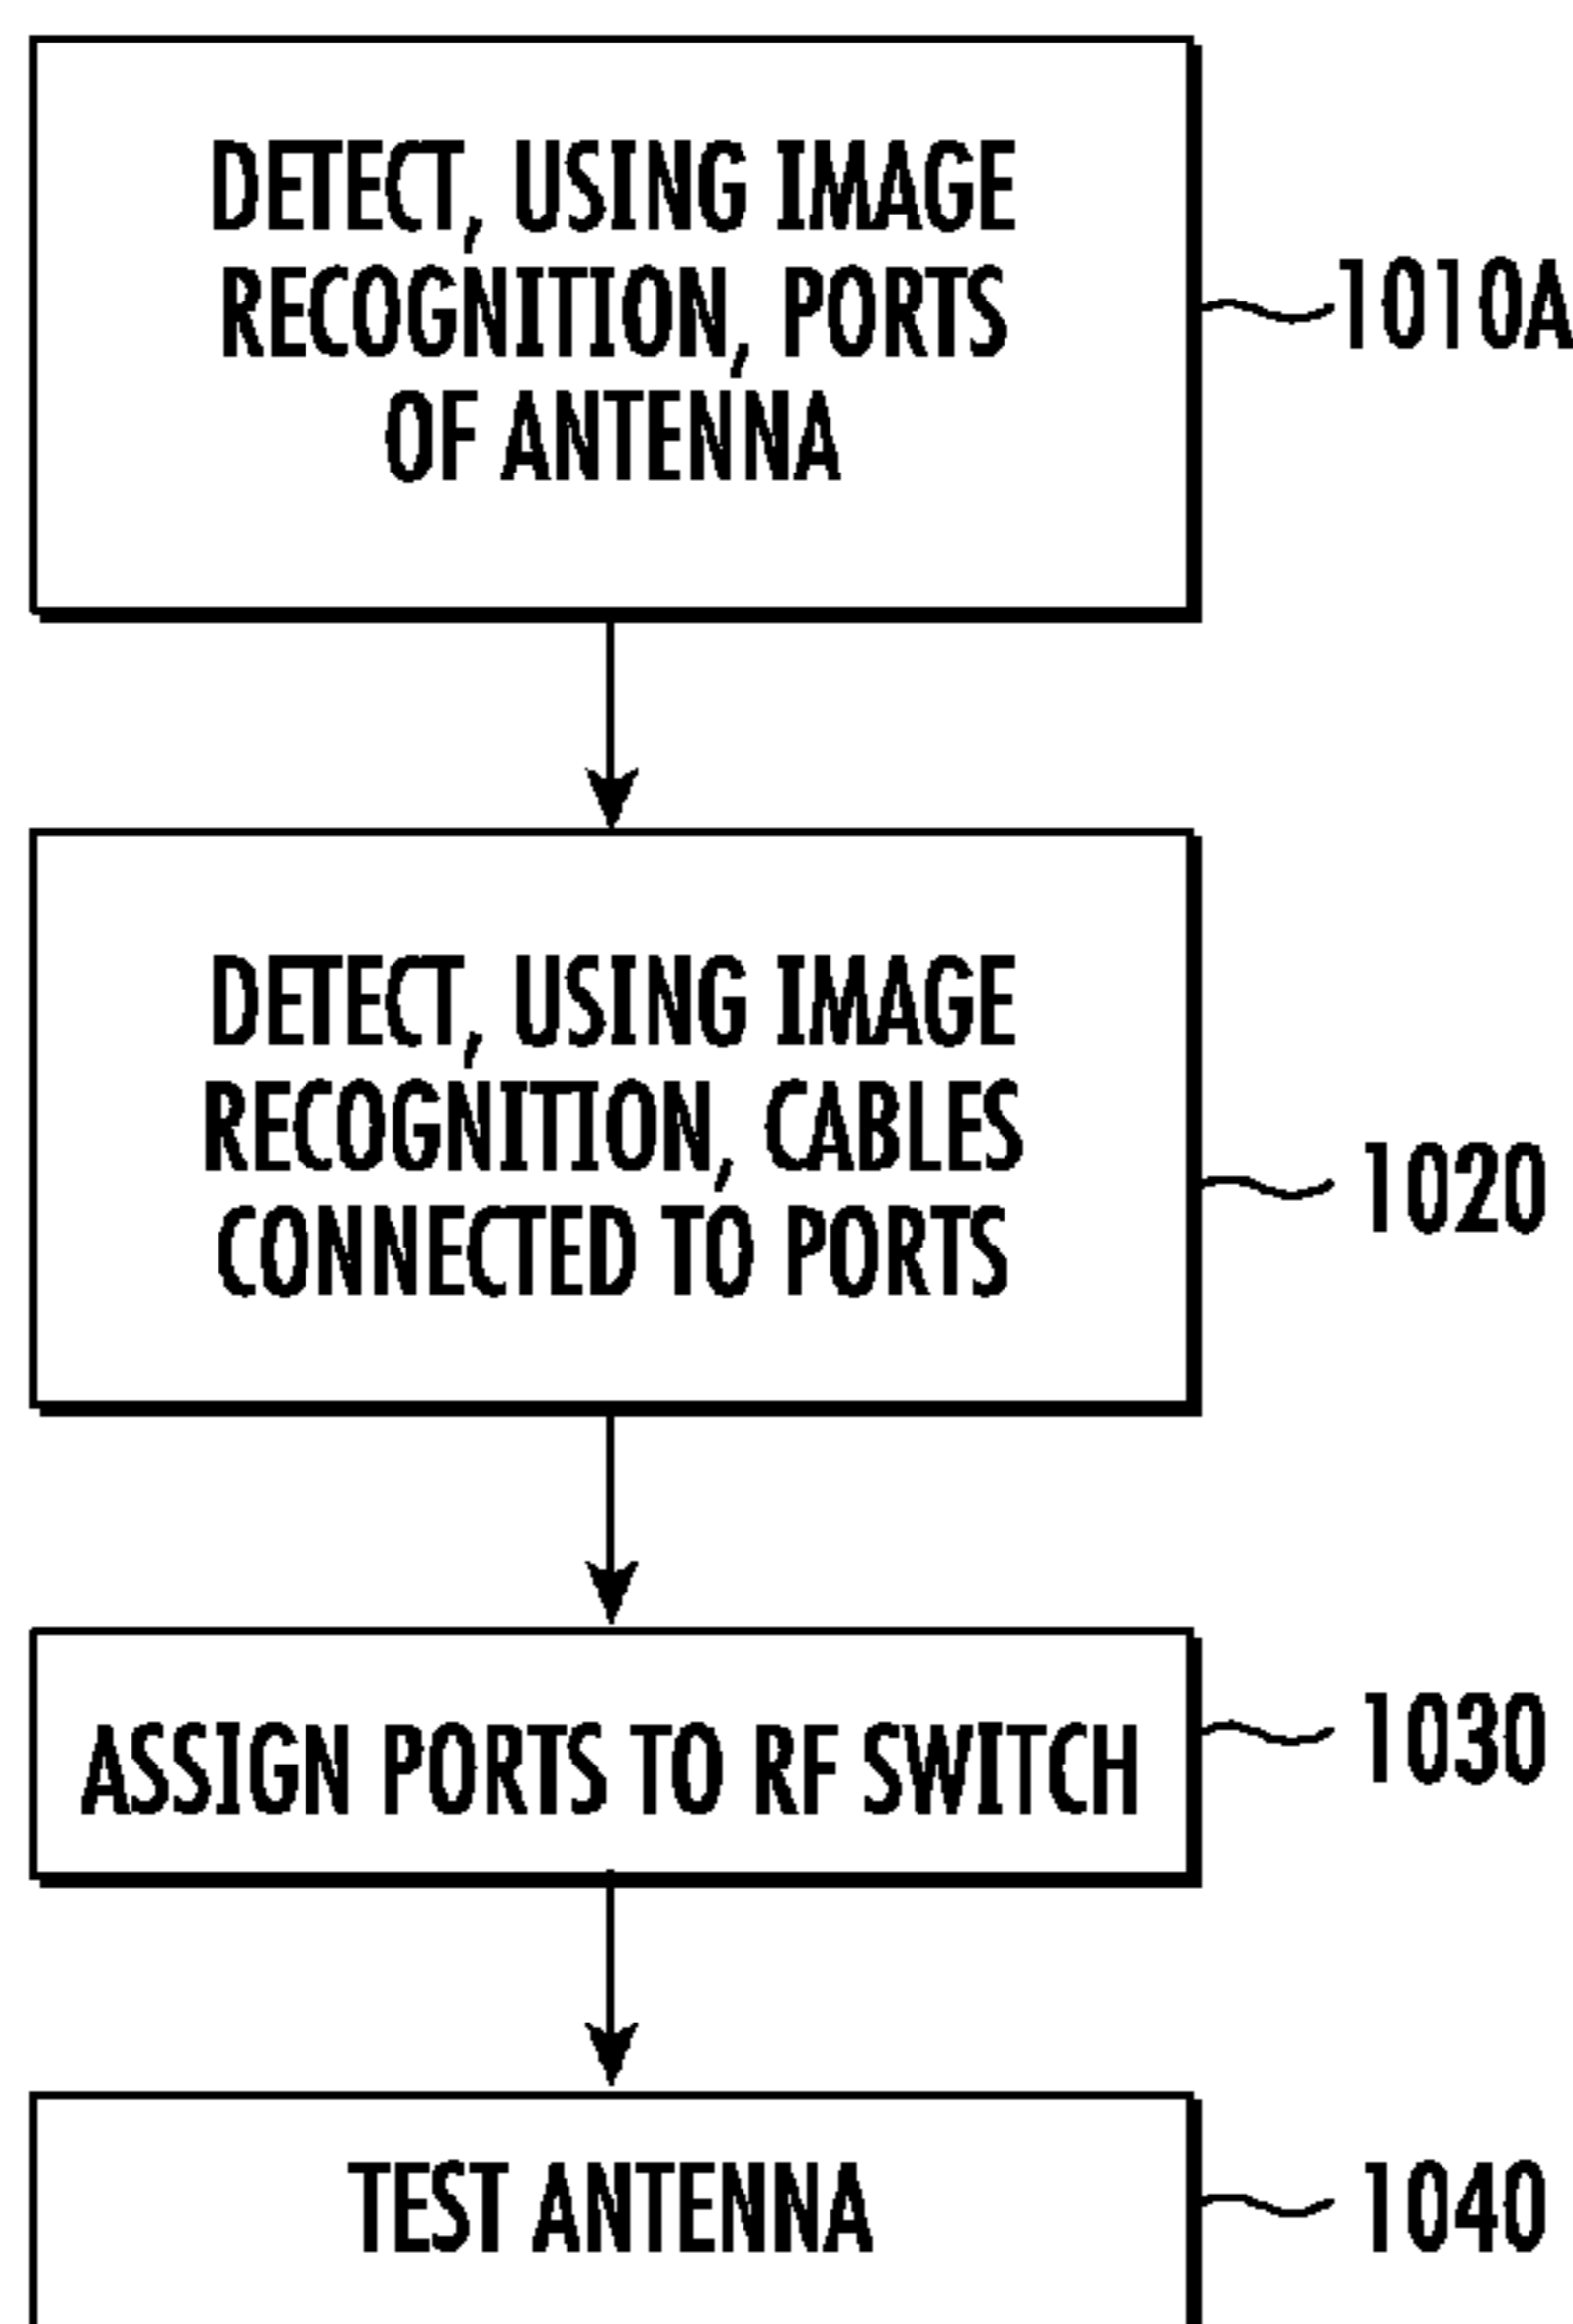 DETECT, USING IMAGE
RECOGNITION, PORTS
OF ANTENNA
1010A
DETECT, USING IMAGE
RECOGNITION, CABLES
CONNECTED TO PORTS
1020
ASSIGN PORTS TO RF SWITCH
1030
TEST ANTENNA
1040